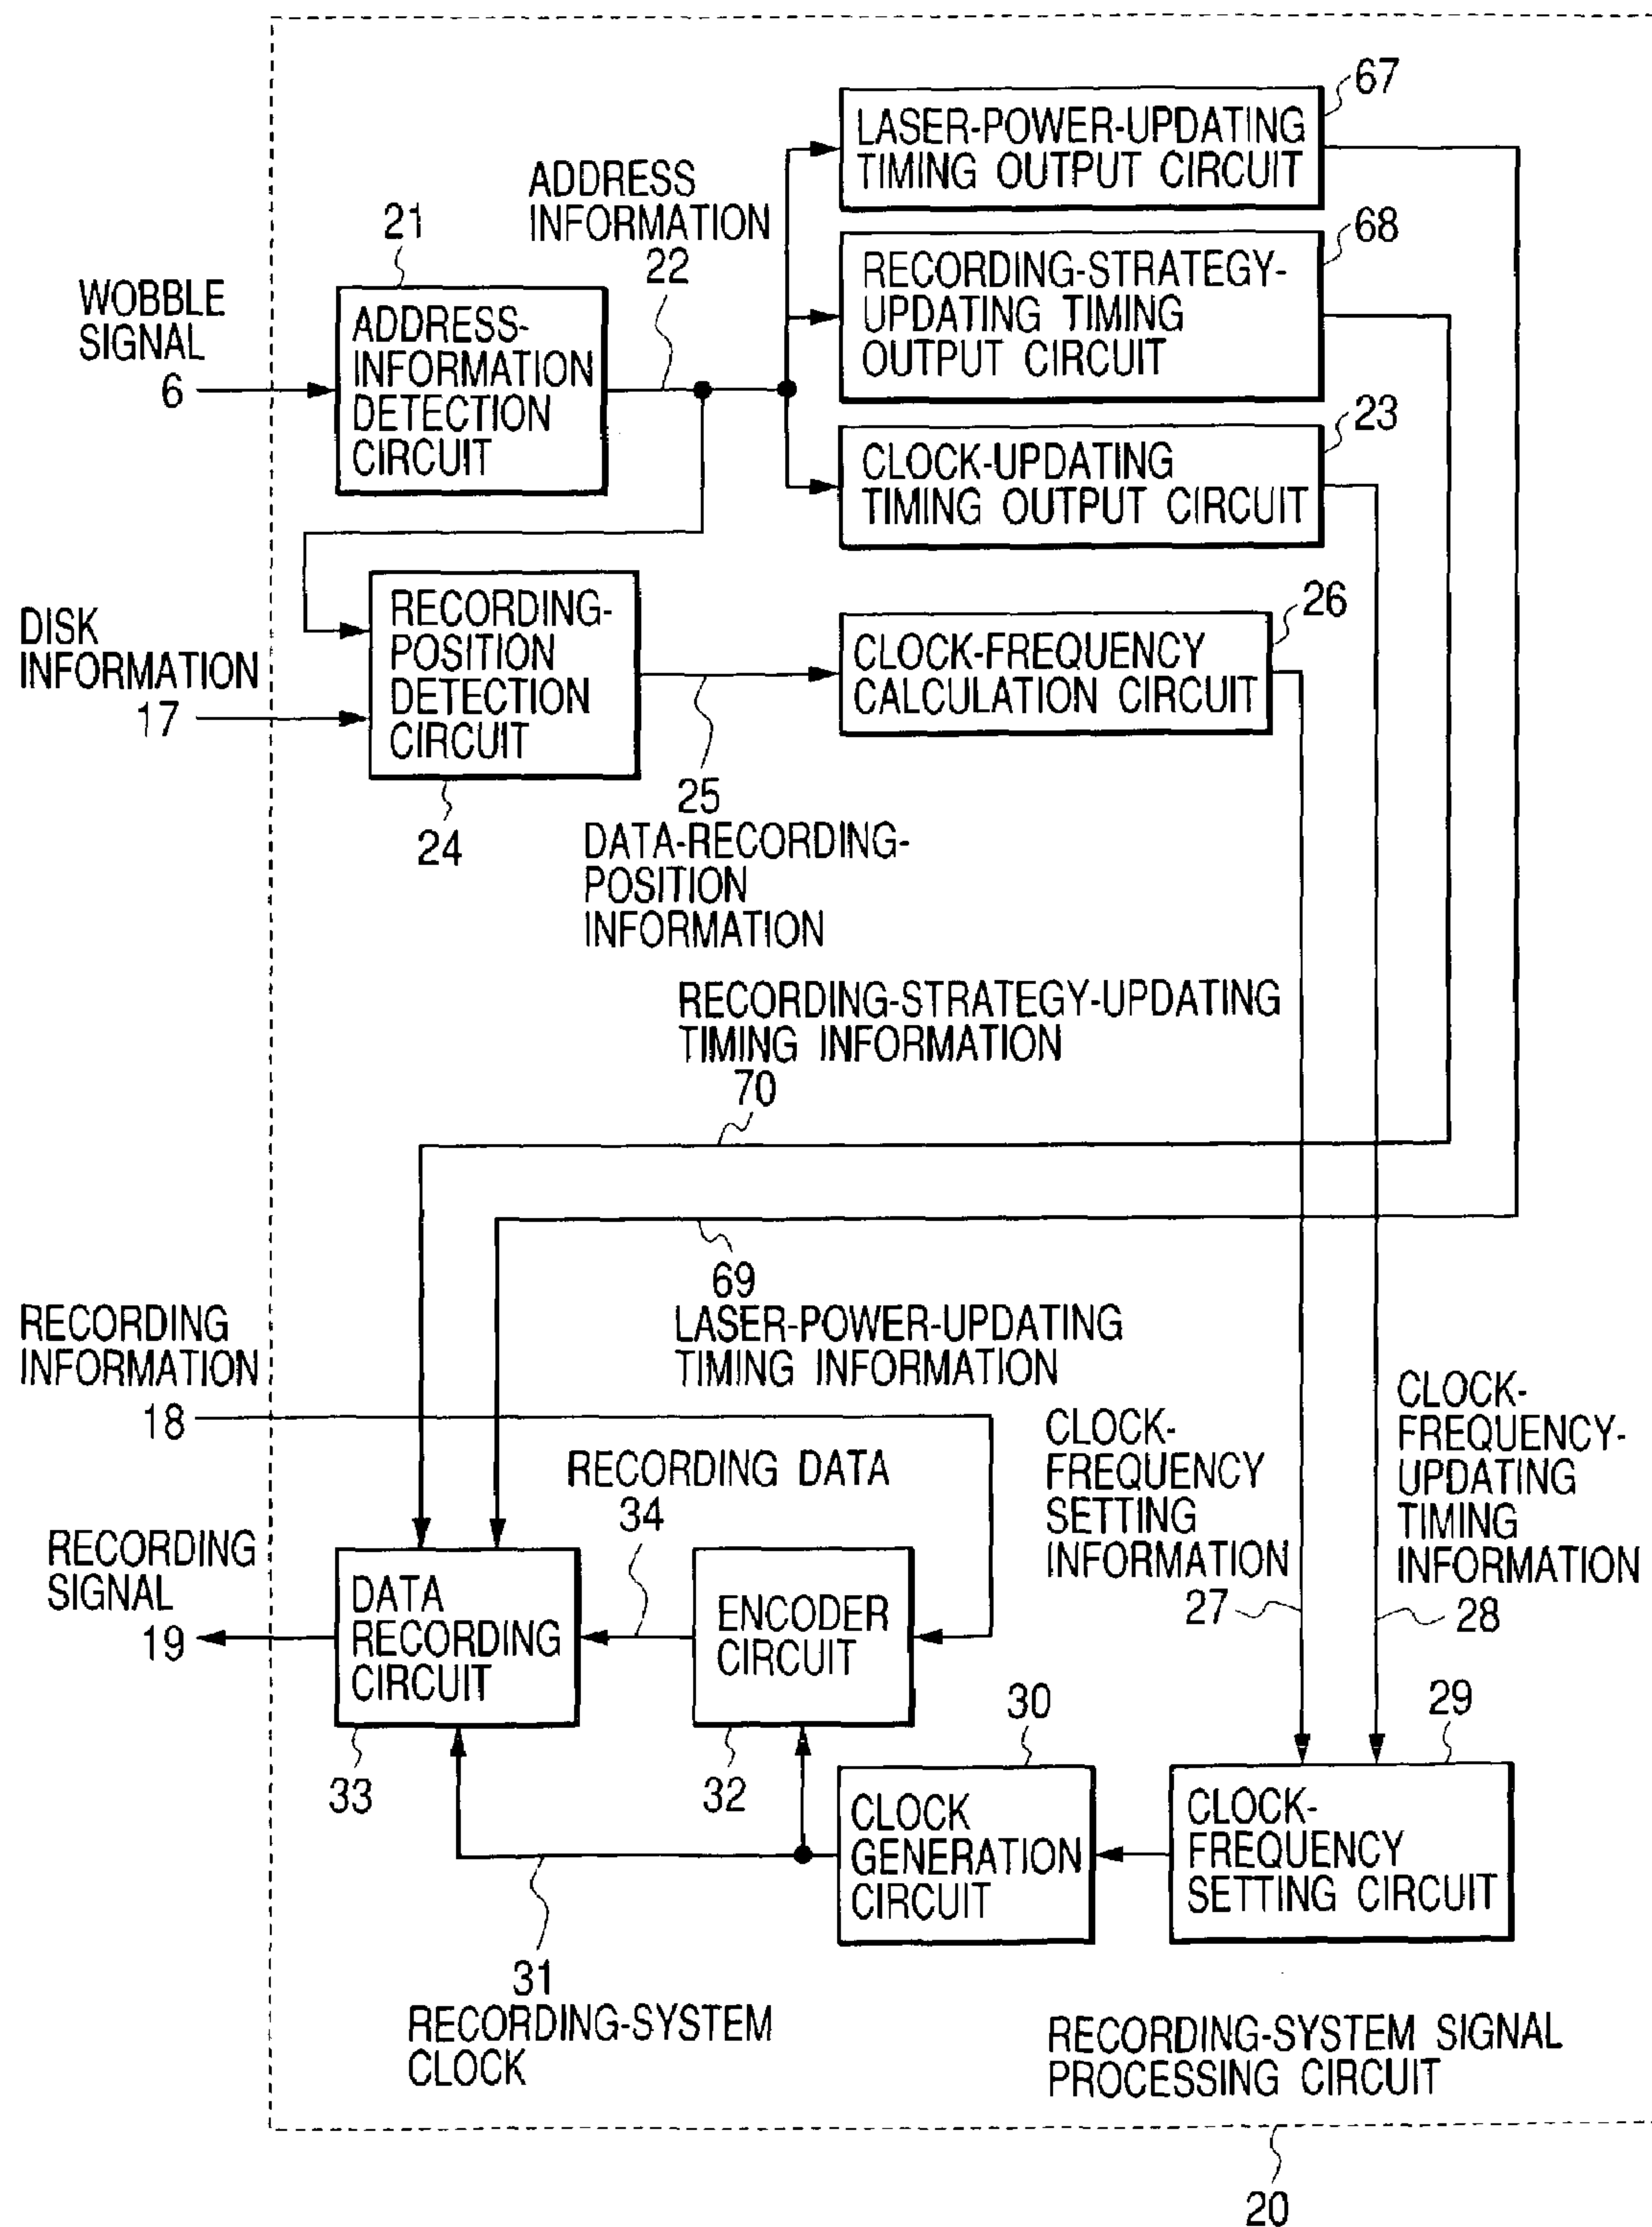 67
LASER-POWER-UPDATING
TIMING OUTPUT CIRCUIT
ADDRESS
INFORMATION
22
21
68
RECORDING-STRATEGY-
UPDATING TIMING
OUTPUT CIRCUIT
WOBBLE
SIGNAL
6
ADDRESS-
INFORMATION
DETECTION
CIRCUIT
23
CLOCK-UPDATING
TIMING OUTPUT CIRCUIT
DISK
INFORMATION
17
RECORDING-
POSITION
DETECTION
CIRCUIT
24
26
CLOCK-FREQUENCY
CALCULATION CIRCUIT
25
DATA-RECORDING-
POSITION
INFORMATION
RECORDING-STRATEGY-UPDATING
TIMING INFORMATION
70
69
LASER-POWER-UPDATING
TIMING INFORMATION
RECORDING
INFORMATION
18
RECORDING DATA
34
CLOCK-
FREQUENCY
SETTING
INFORMATION
27
CLOCK-
FREQUENCY-
UPDATING
TIMING
INFORMATION
28
RECORDING
SIGNAL
19
DATA
RECORDING
CIRCUIT
33
ENCODER
CIRCUIT
32
30
CLOCK
GENERATION
CIRCUIT
29
CLOCK-
FREQUENCY
SETTING CIRCUIT
31
RECORDING-SYSTEM
CLOCK
RECORDING-SYSTEM SIGNAL
PROCESSING CIRCUIT
20